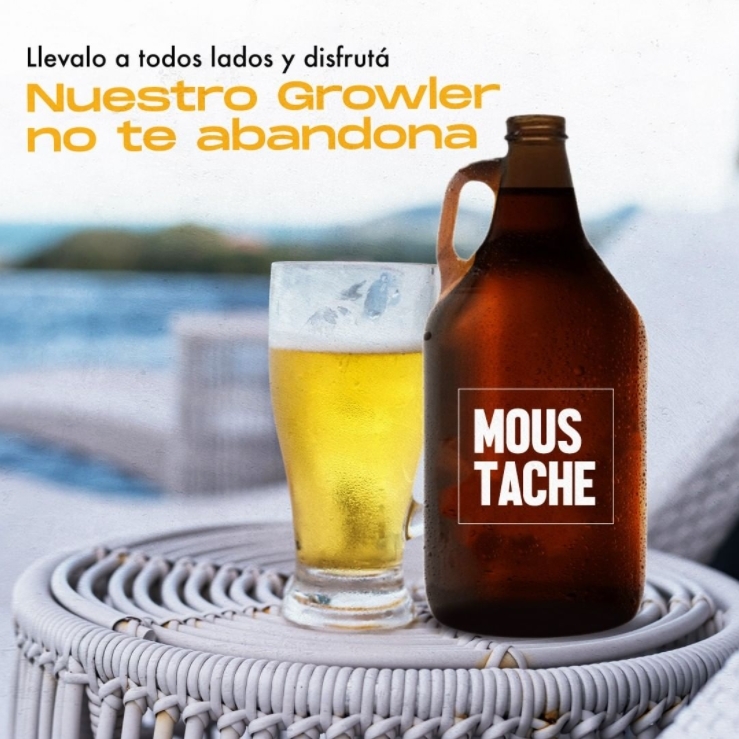 Llevalo a todos lados y disfrutá
Nuestro Growler
no te abandona
MOUS
TACHE